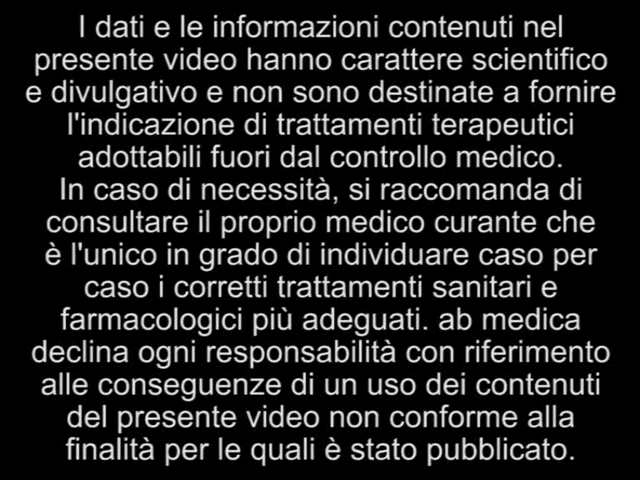 I dati e le informazioni contenuti nel
presente video hanno carattere scientifico
e divulgativo e non sono destinate a fornire
l'indicazione di trattamenti terapeutici
adottabili fuori dal controllo medico.
In caso di necessità, si raccomanda di
consultare il proprio medico curante che
è l'unico in grado di individuare caso per
caso i corretti trattamenti sanitari e
farmacologici più adeguati. ab medica
declina ogni responsabilità con riferimento
alle conseguenze di un uso dei contenuti
del presente video non conforme alla
finalità per le quali è stato pubblicato.